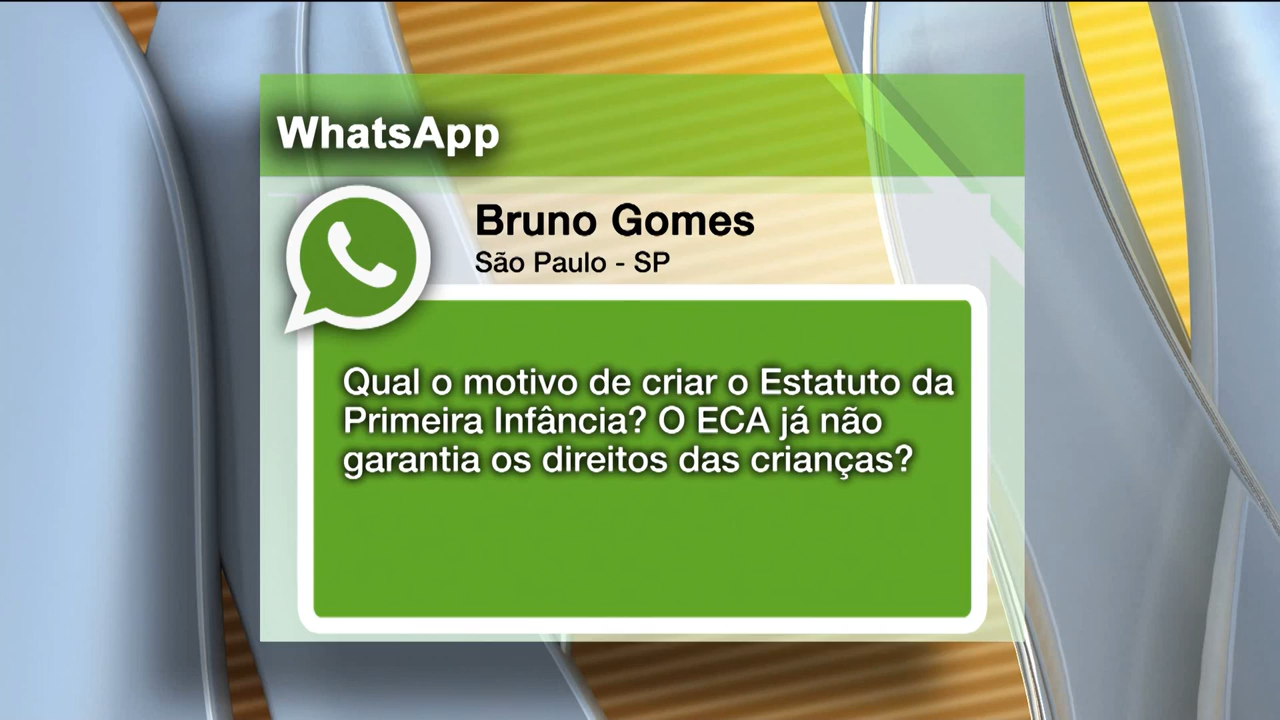 WhatsApp
Bruno Gomes
São Paulo - SP
Qual o motivo de criar o Estatuto da
Primeira Infância? O ECA já não
garantia os direitos das crianças?